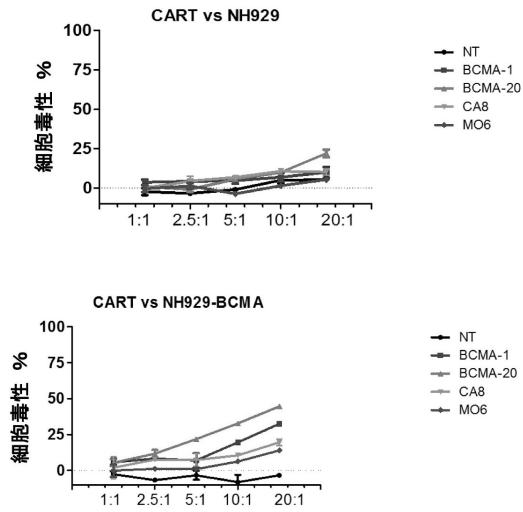 CART vs NH929
細胞毒性 %
100
75
50
25
0
1:1 2.5:1 5:1 10:1 20:1
NT
BCMA-1
BCMA-20
CA8
MO6
CART vs NH929-BCMA
細胞毒性 %
100
75
50
25
0
1:1 2.5:1 5:1 10:1 20:1
NT
BCMA-1
BCMA-20
CA8
MO6